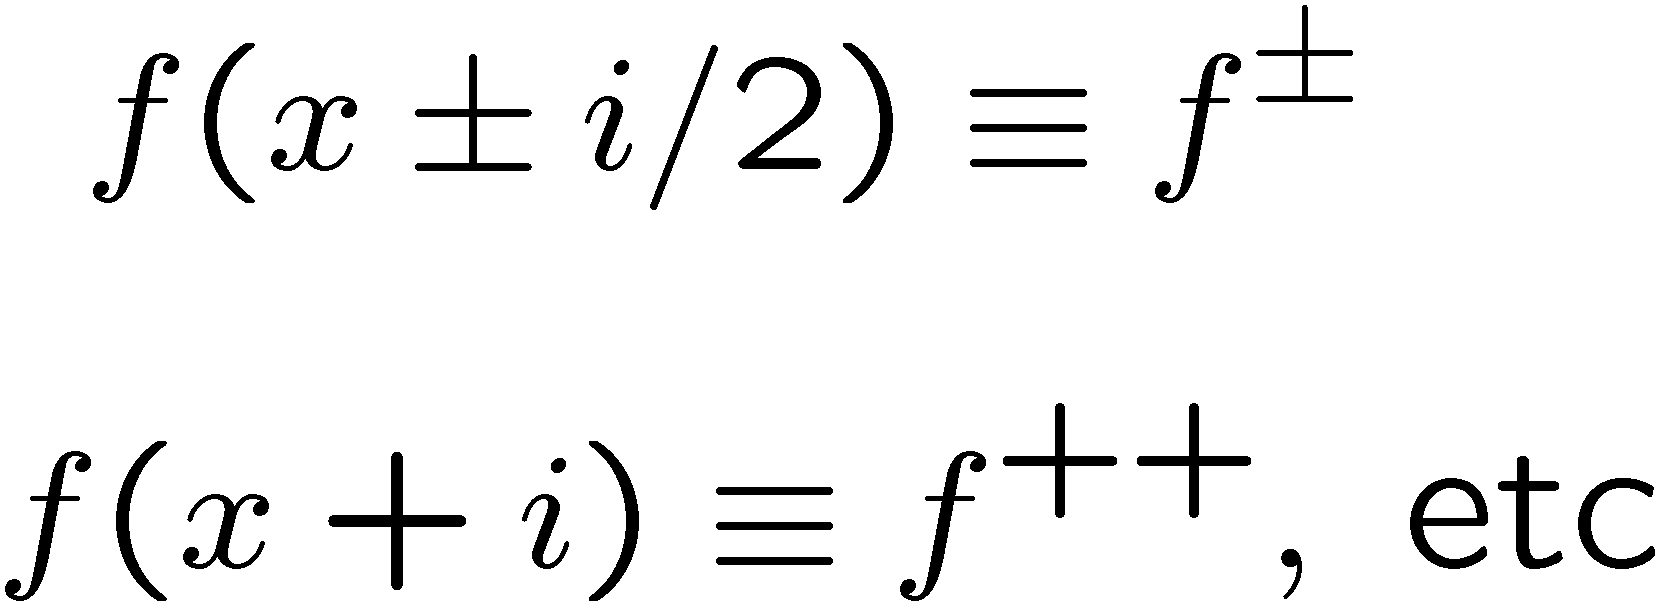 f(x ± i/2) ≡ f^±
f(x + i) ≡ f^{++}, etc